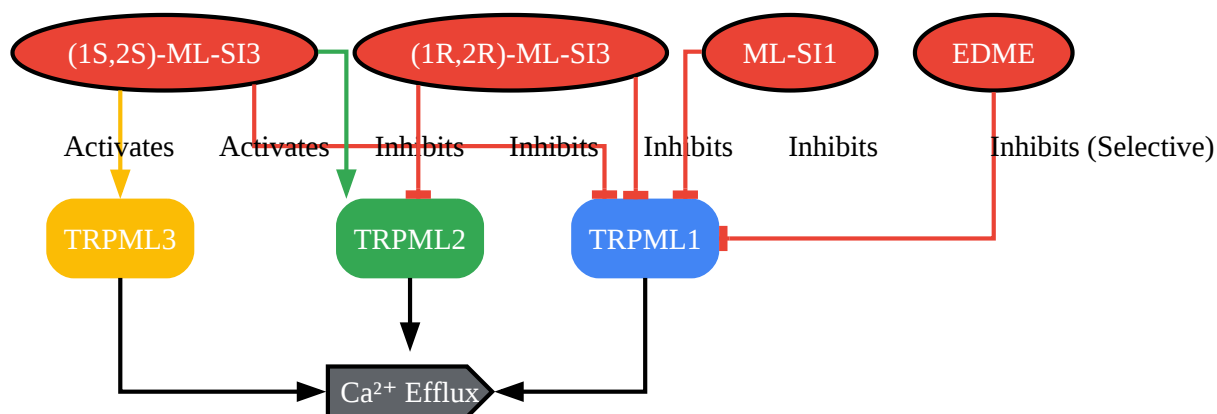 (1S,2S)-ML-SI3
(1R,2R)-ML-SI3
ML-SI1
EDME
Activates
Activates
Inhibits
Inhibits
Inhibits
Inhibits
Inhibits (Selective)
TRPML3
TRPML2
TRPML1
Ca²⁺ Efflux